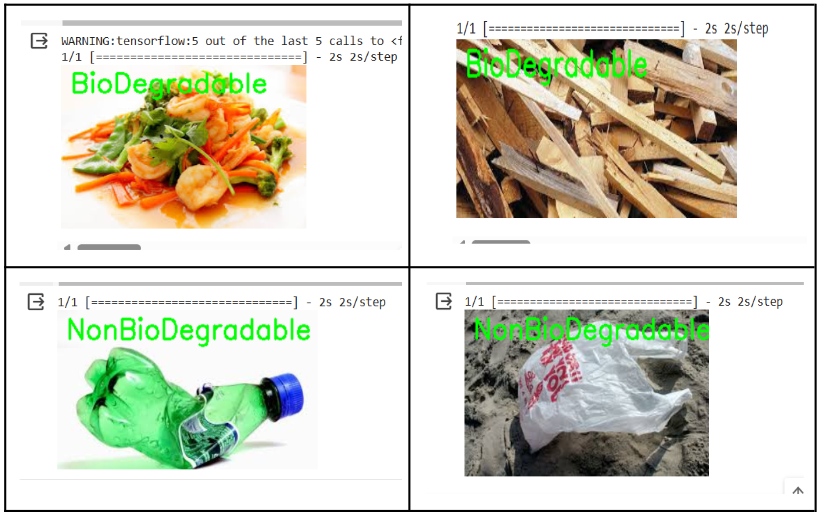 WARNING:tensorflow:5 out of the last 5 calls to <f
1/1 [==============================] - 2s 2s/step
BioDegradable
1/1 [==============================] - 2s 2s/step
BioDegradable
1/1 [==============================] - 2s 2s/step
NonBioDegradable
1/1 [==============================] - 2s 2s/step
NonBioDegradable